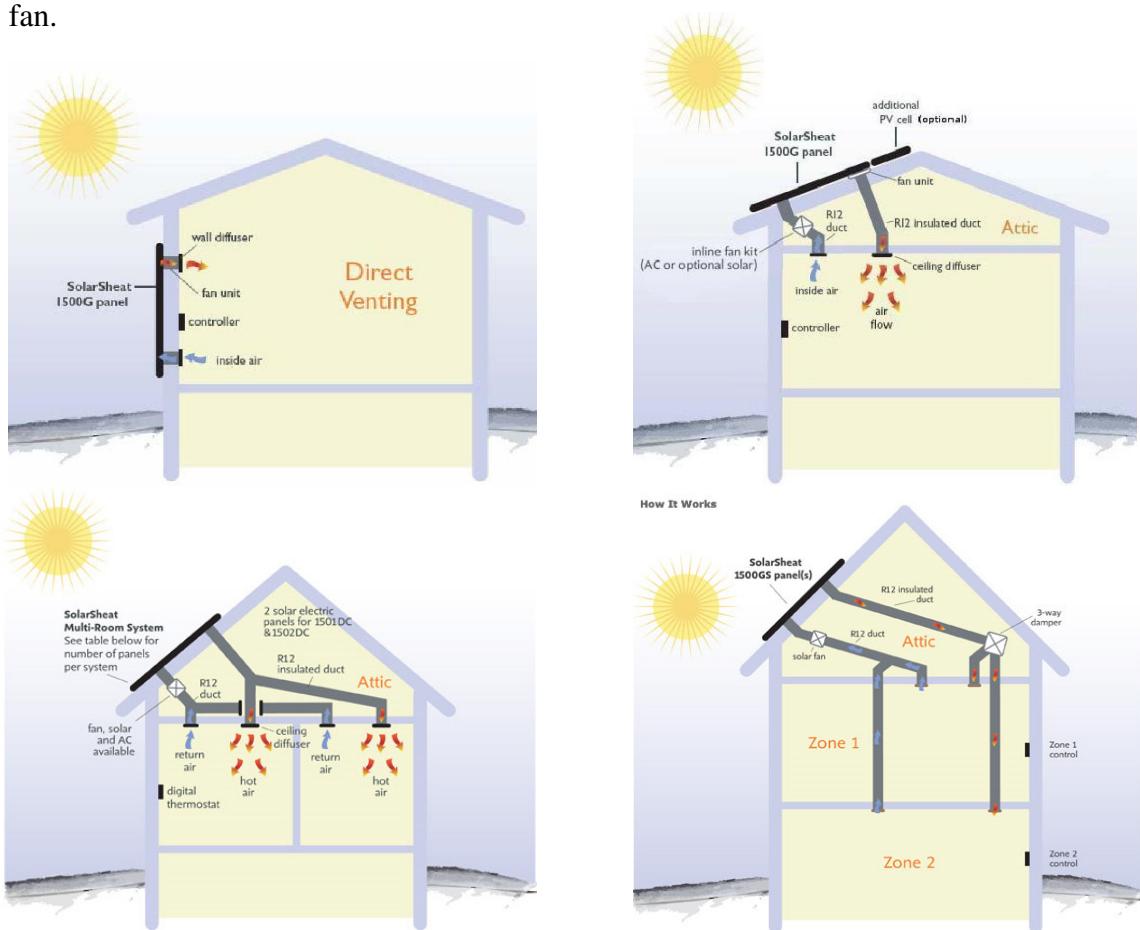 fan.
wall diffuser
SolarSheat
1500G panel
fan unit
controller
inside air
Direct
Venting
additional
PV cell (optional)
SolarSheat
1500G panel
fan unit
R12
duct
R12 insulated duct
Attic
inline fan kit
(AC or optional solar)
ceiling diffuser
inside air
air
flow
controller
SolarSheat
Multi-Room System
See table below for
number of panels
per system
2 solar electric
panels for 1501DC
&1502DC
R12
insulated duct
Attic
R12
duct
fan, solar
and AC
available
ceiling
diffuser
return
air
hot
air
return
air
hot
air
digital
thermostat
How It Works
SolarSheat
1500GS panel(s)
R12 insulated
duct
3-way
damper
R12 duct
Attic
solar fan
Zone 1
Zone 1
control
Zone 2
Zone 2
control